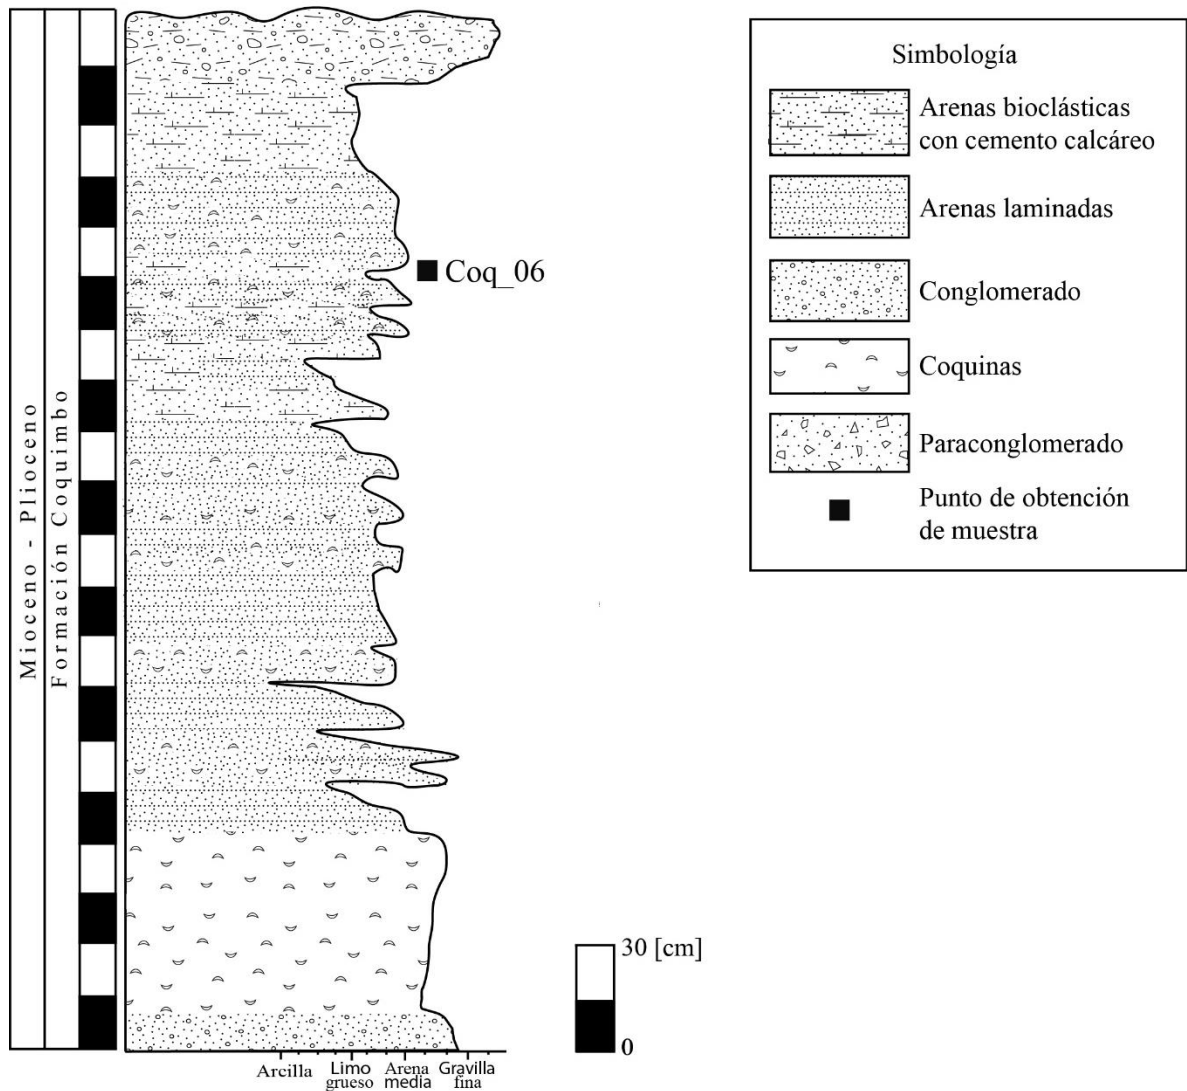 Mioceno - Plioceno
Formación Coquimbo
Coq_06
Arcilla
Limo
grueso
Arena
media
Gravilla
fina
30 [cm]
0
Simbología
Arenas bioclásticas
con cemento calcáreo
Arenas laminadas
Conglomerado
Coquinas
Paraconglomerado
Punto de obtención
de muestra